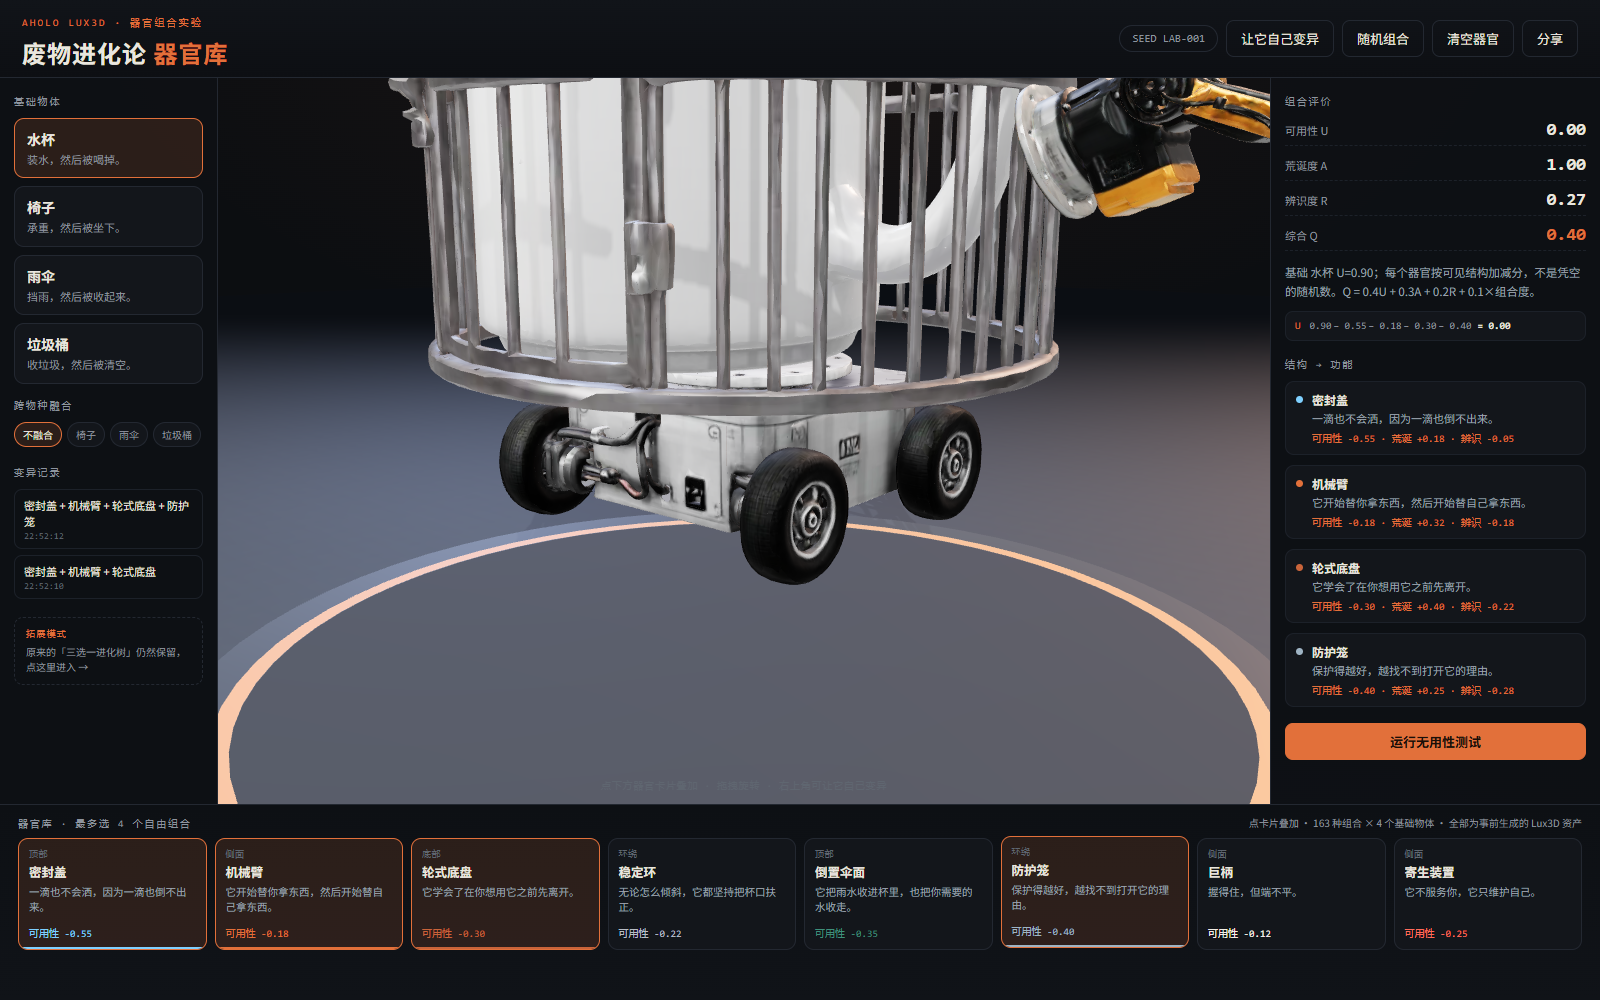 AHOLO LUX3D · 器官组合实验
废物进化论 器官库
SEED LAB-001
让它自己变异
随机组合
清空器官
分享
基础物体
水杯
装水，然后被喝掉。
椅子
承重，然后被坐下。
雨伞
挡雨，然后被收起来。
垃圾桶
收垃圾，然后被清空。
跨物种融合
不融合
椅子
雨伞
垃圾桶
变异记录
密封盖+机械臂+轮式底盘+防护
笼
22:52:12
密封盖+机械臂+轮式底盘
22:52:10
拓展模式
原来的「三选一进化树」仍然保留，
点这里进入 →
组合评价
可用性 U
0.00
荒诞度 A
1.00
辨识度 R
0.27
综合 Q
0.40
基础 水杯 U=0.90；每个器官按可见结构加减分，不是凭空
的随机数。Q = 0.4U + 0.3A + 0.2R + 0.1×组合度。
U 0.90 − 0.55 − 0.18 − 0.30 − 0.40 = 0.00
结构 → 功能
密封盖
一滴也不会洒，因为一滴也倒不出来。
可用性 -0.55 · 荒诞 +0.18 · 辨识 -0.05
机械臂
它开始替你拿东西，然后开始替自己拿东西。
可用性 -0.18 · 荒诞 +0.32 · 辨识 -0.18
轮式底盘
它学会了在你想用它之前先离开。
可用性 -0.30 · 荒诞 +0.40 · 辨识 -0.22
防护笼
保护得越好，越找不到打开它的理由。
可用性 -0.40 · 荒诞 +0.25 · 辨识 -0.28
运行无用性测试
器官库 · 最多选 4 个自由组合
点卡片叠加 · 163 种组合 × 4 个基础物体 · 全部为事前生成的 Lux3D 资产
顶部
密封盖
一滴也不会洒，因为一滴也倒不出
来。
可用性 -0.55
侧面
机械臂
它开始替你拿东西，然后开始替自
己拿东西。
可用性 -0.18
底部
轮式底盘
它学会了在你想用它之前先离开。
可用性 -0.30
环绕
稳定环
无论怎么倾斜，它都坚持把杯口扶
正。
可用性 -0.22
顶部
倒置伞面
它把雨水收进杯里，也把你需要的
水收走。
可用性 -0.35
环绕
防护笼
保护得越好，越找不到打开它的理
由。
可用性 -0.40
侧面
巨柄
握得住，但端不平。
可用性 -0.12
侧面
寄生装置
它不服务你，它只维护自己。
可用性 -0.25